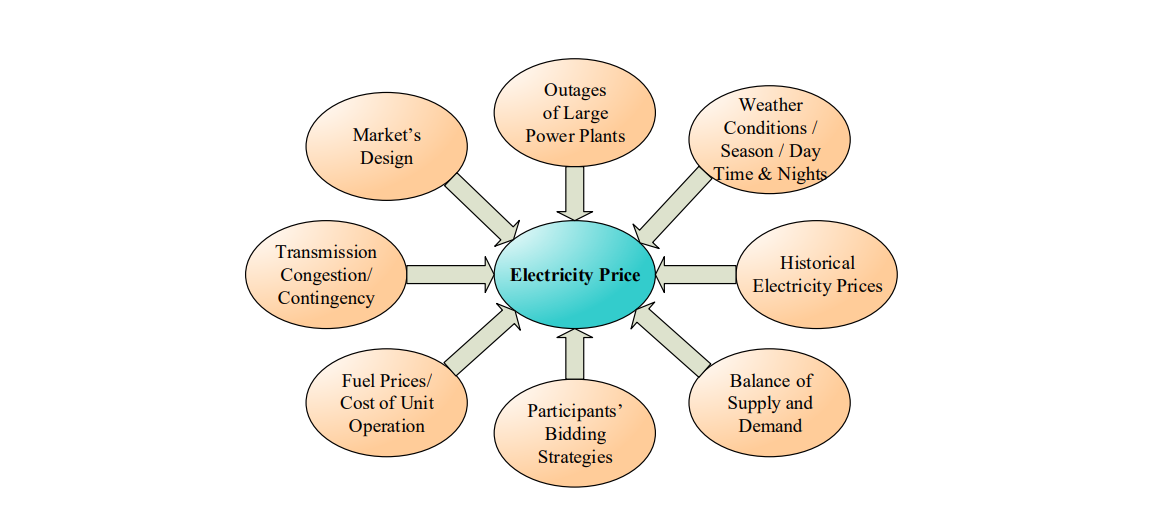 Outages
of Large
Power Plants
Weather
Conditions /
Season / Day
Time & Nights
Market’s
Design
Transmission
Congestion/
Contingency
Electricity Price
Historical
Electricity Prices
Fuel Prices/
Cost of Unit
Operation
Participants’
Bidding
Strategies
Balance of
Supply and
Demand